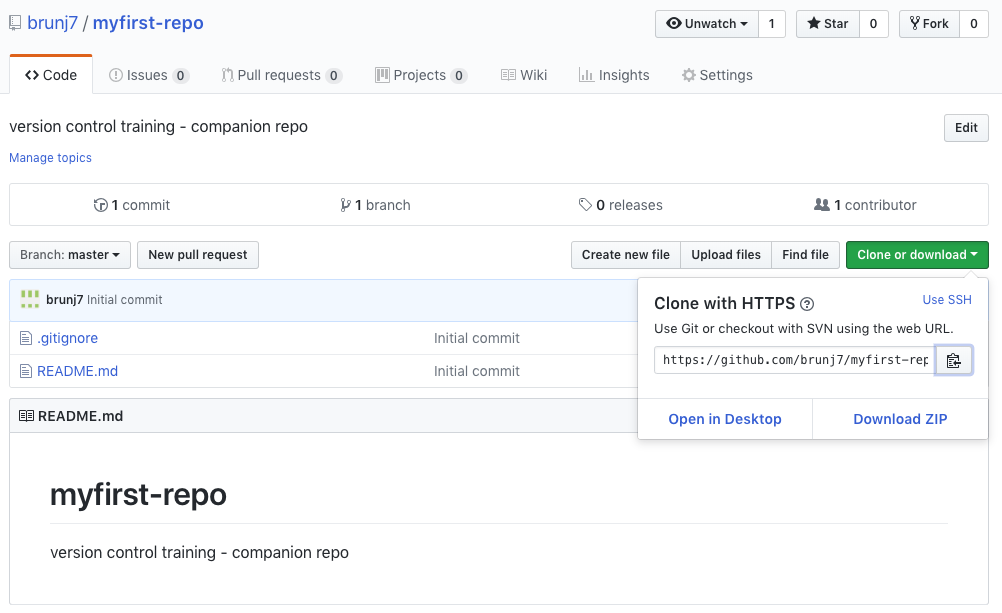 brunj7 / myfirst-repo
Unwatch 1 Star 0 Fork 0
Code Issues 0 Pull requests 0 Projects 0 Wiki Insights Settings
version control training - companion repo Edit
Manage topics
1 commit 1 branch 0 releases 1 contributor
Branch: master New pull request Create new file Upload files Find file Clone or download
brunj7 Initial commit
.gitignore Initial commit
README.md Initial commit
Clone with HTTPS Use SSH
Use Git or checkout with SVN using the web URL.
https://github.com/brunj7/myfirst-rep
Open in Desktop Download ZIP
README.md
myfirst-repo
version control training - companion repo